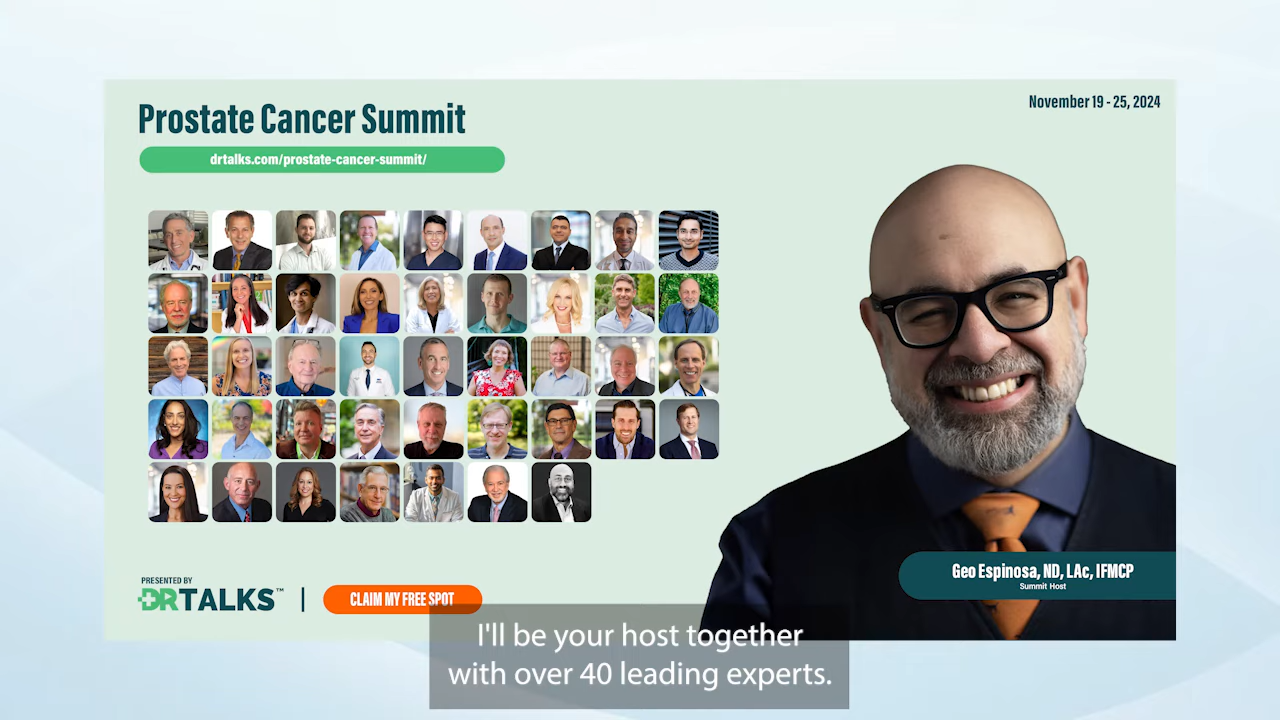 Prostate Cancer Summit
November 19 - 25, 2024
drtalks.com/prostate-cancer-summit/
Geo Espinosa, ND, LAc, IFMCP
Summit Host
PRESENTED BY
DRTALKS™
CLAIM MY FREE SPOT
I'll be your host together
with over 40 leading experts.